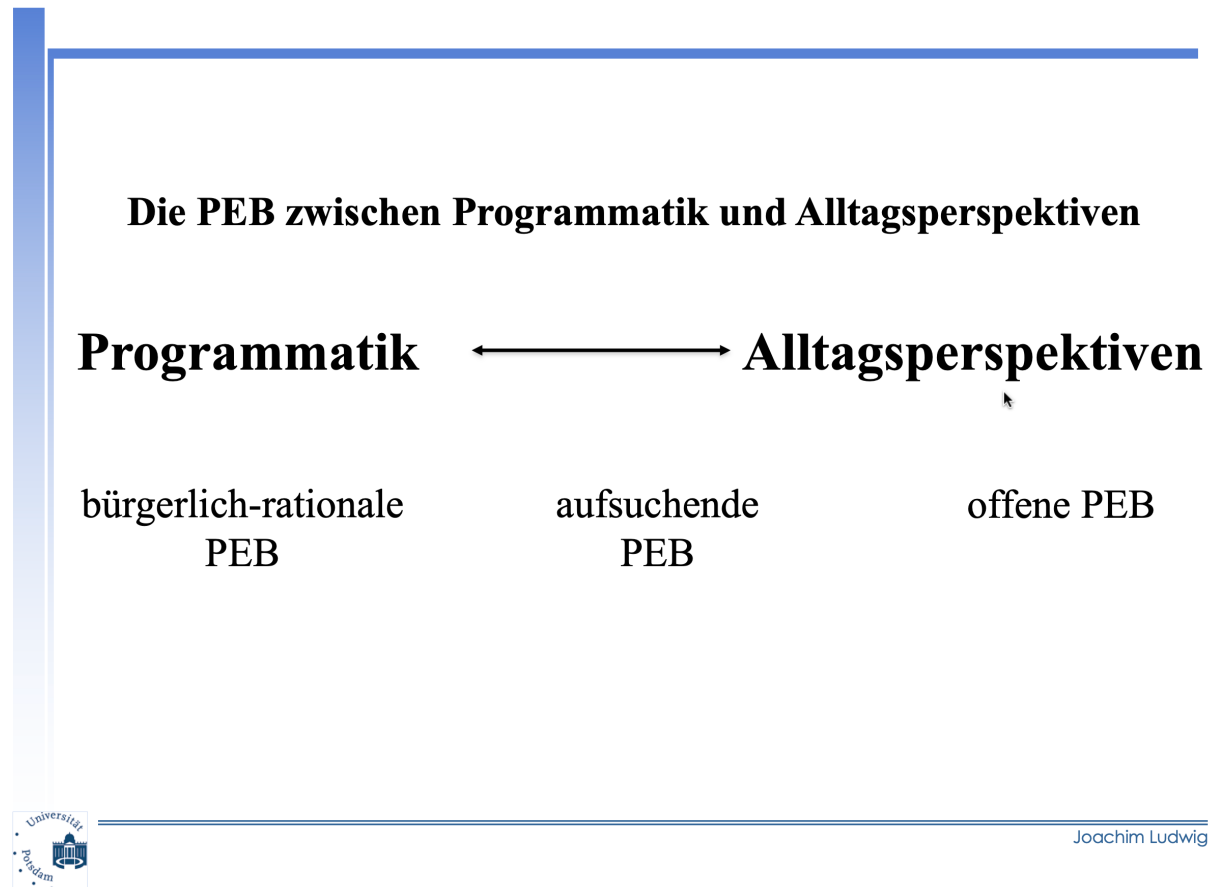 Die PEB zwischen Programmatik und Alltagsperspektiven
Programmatik Alltagsperspektiven
bürgerlich-rationale aufsuchende offene PEB
PEB PEB
Universität
Potsdam
Joachim Ludwig